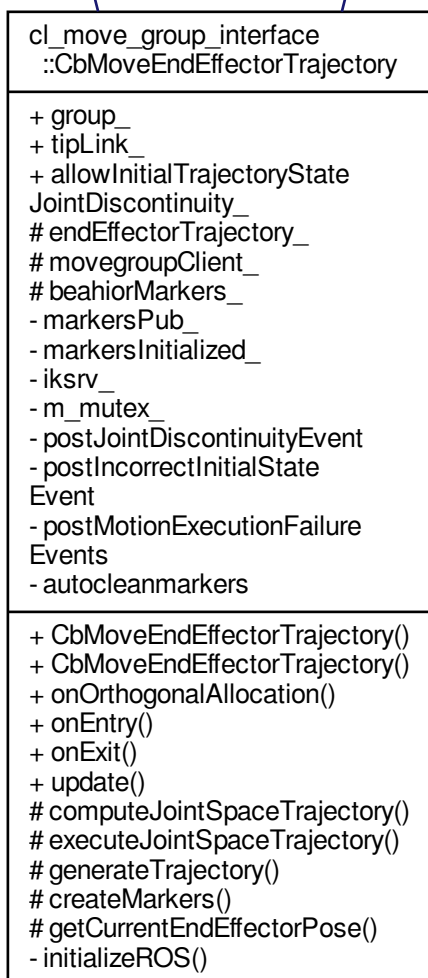 cl_move_group_interface
::CbMoveEndEffectorTrajectory
+ group_
+ tipLink_
+ allowInitialTrajectoryState
JointDiscontinuity_
# endEffectorTrajectory_
# movegroupClient_
# beahiorMarkers_
- markersPub_
- markersInitialized_
- iksrv_
- m_mutex_
- postJointDiscontinuityEvent
- postIncorrectInitialState
Event
- postMotionExecutionFailure
Events
- autocleanmarkers
+ CbMoveEndEffectorTrajectory()
+ CbMoveEndEffectorTrajectory()
+ onOrthogonalAllocation()
+ onEntry()
+ onExit()
+ update()
# computeJointSpaceTrajectory()
# executeJointSpaceTrajectory()
# generateTrajectory()
# createMarkers()
# getCurrentEndEffectorPose()
- initializeROS()